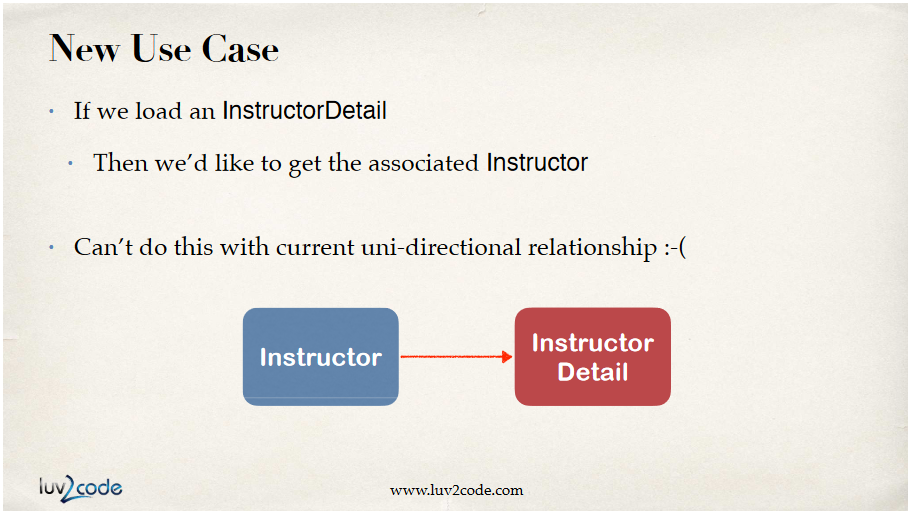 New Use Case
• If we load an InstructorDetail
• Then we’d like to get the associated Instructor
• Can’t do this with current uni-directional relationship :-(
Instructor
Instructor
Detail
luv2code
www.luv2code.com